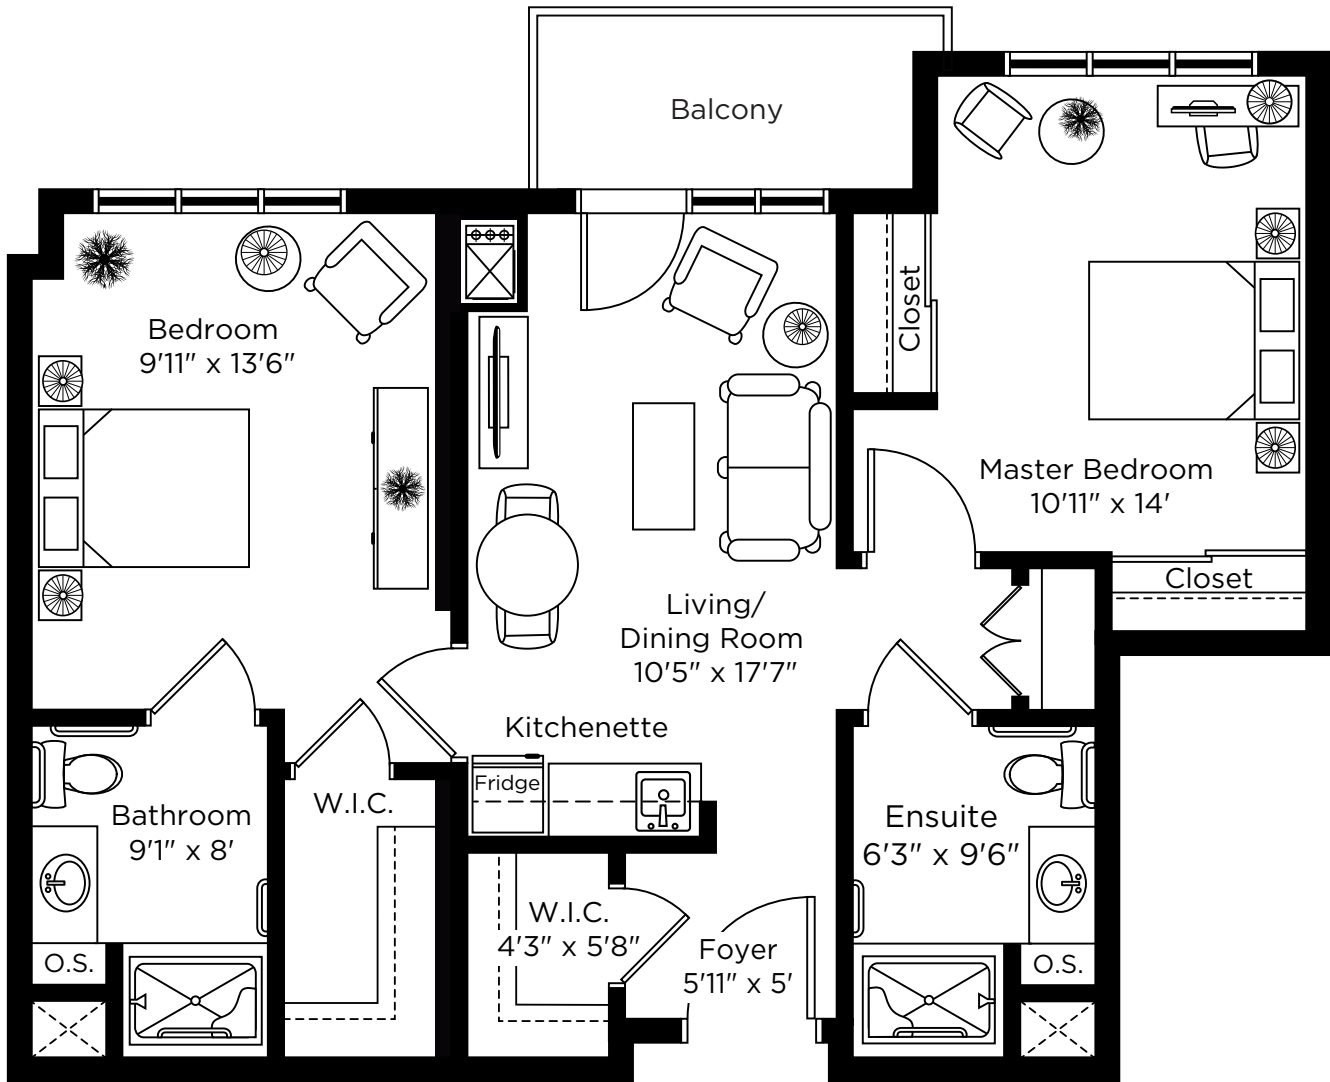 Balcony
Bedroom
9'11" x 13'6"
Closet
Master Bedroom
10'11" x 14'
Closet
Living/
Dining Room
10'5" x 17'7"
Kitchenette
Fridge
W.I.C.
Bathroom
9'1" x 8'
Ensuite
6'3" x 9'6"
W.I.C.
4'3" x 5'8"
Foyer
5'11" x 5'
O.S.
O.S.